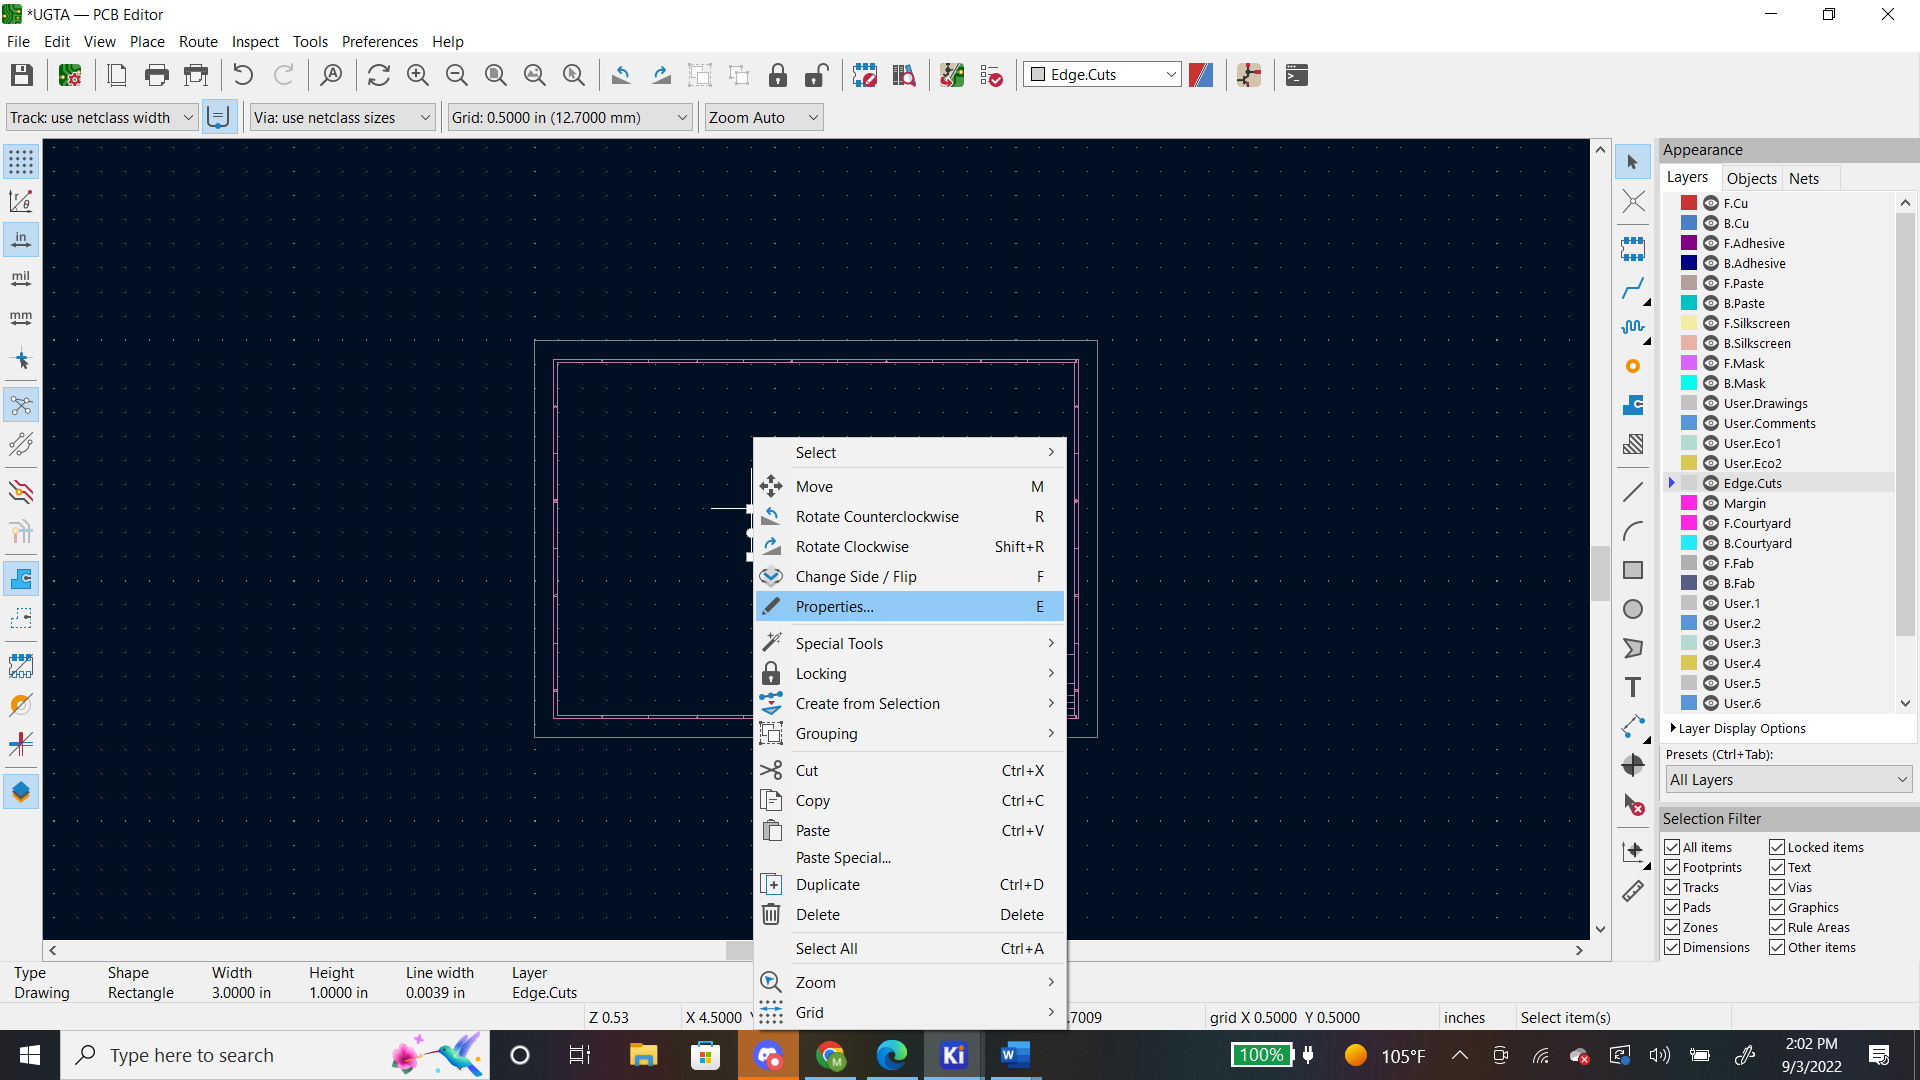 *UGTA — PCB Editor
File Edit View Place Route Inspect Tools Preferences Help
Edge.Cuts
Track: use netclass width
Via: use netclass sizes
Grid: 0.5000 in (12.7000 mm)
Zoom Auto
in
mil
mm
Select
Move M
Rotate Counterclockwise R
Rotate Clockwise Shift+R
Change Side / Flip F
Properties... E
Special Tools
Locking
Create from Selection
Grouping
Cut Ctrl+X
Copy Ctrl+C
Paste Ctrl+V
Paste Special...
Duplicate Ctrl+D
Delete Delete
Select All Ctrl+A
Zoom
Grid
Appearance
Layers Objects Nets
F.Cu
B.Cu
F.Adhesive
B.Adhesive
F.Paste
B.Paste
F.Silkscreen
B.Silkscreen
F.Mask
B.Mask
User.Drawings
User.Comments
User.Eco1
User.Eco2
Edge.Cuts
Margin
F.Courtyard
B.Courtyard
F.Fab
B.Fab
User.1
User.2
User.3
User.4
User.5
User.6
Layer Display Options
Presets (Ctrl+Tab):
All Layers
Selection Filter
All items Locked items
Footprints Text
Tracks Vias
Pads Graphics
Zones Rule Areas
Dimensions Other items
Type Shape Width Height Line width Layer
Drawing Rectangle 3.0000 in 1.0000 in 0.0039 in Edge.Cuts
Z 0.53 X 4.5000 .7009 grid X 0.5000 Y 0.5000 inches Select item(s)
Type here to search
Ki
100%
105°F
2:02 PM
9/3/2022